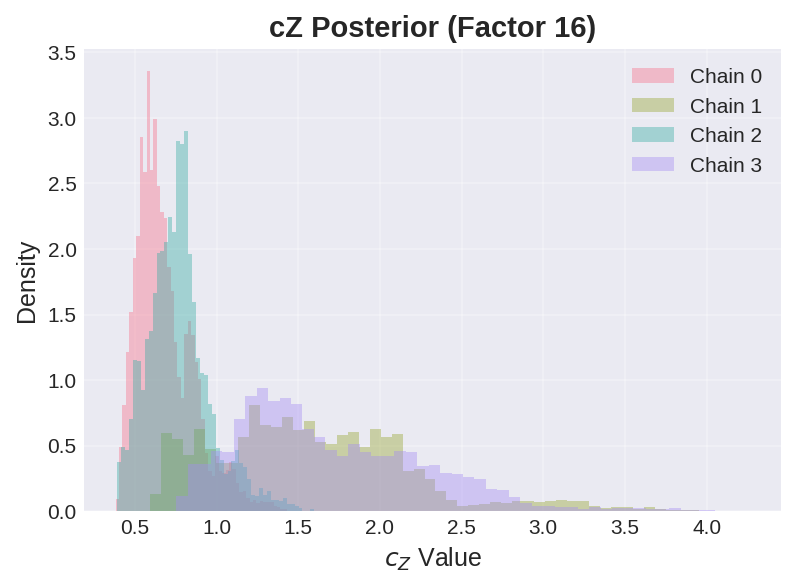 cZ Posterior (Factor 16)
Density
3.5
3.0
2.5
2.0
1.5
1.0
0.5
0.0
Chain 0
Chain 1
Chain 2
Chain 3
0.5 1.0 1.5 2.0 2.5 3.0 3.5 4.0
c_Z Value